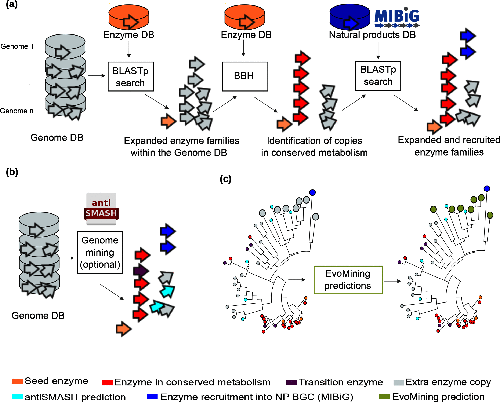 (a)
Enzyme DB
Enzyme DB
MIBiG
Natural products DB
Genome 1
BLASTp
search
BBH
BLASTp
search
Genome n
Genome DB
Expanded enzyme families
within the Genome DB
Identification of copies
in conserved metabolism
Expanded and recruited
enzyme families
(b)
(c)
anti
SMASH
Genome
mining
(optional)
Genome DB
EvoMining
predictions
Seed enzyme
Enzyme in conserved metabolism
Transition enzyme
Extra enzyme copy
antiSMASH prediction
Enzyme recruitment into NP BGC (MIBiG)
EvoMining prediction